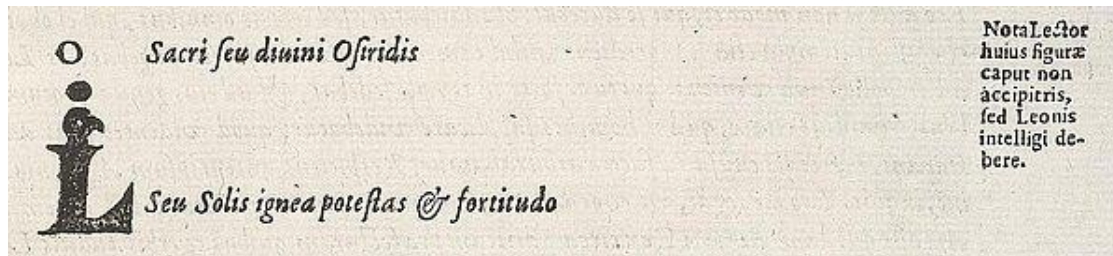 Sacri ſeu diuini Oſiridis
Seu Solis ignea poteſtas & fortitudo
Nota Lector
huius figuræ
caput non
accipitris,
ſed Leonis
intelligi de-
bere.